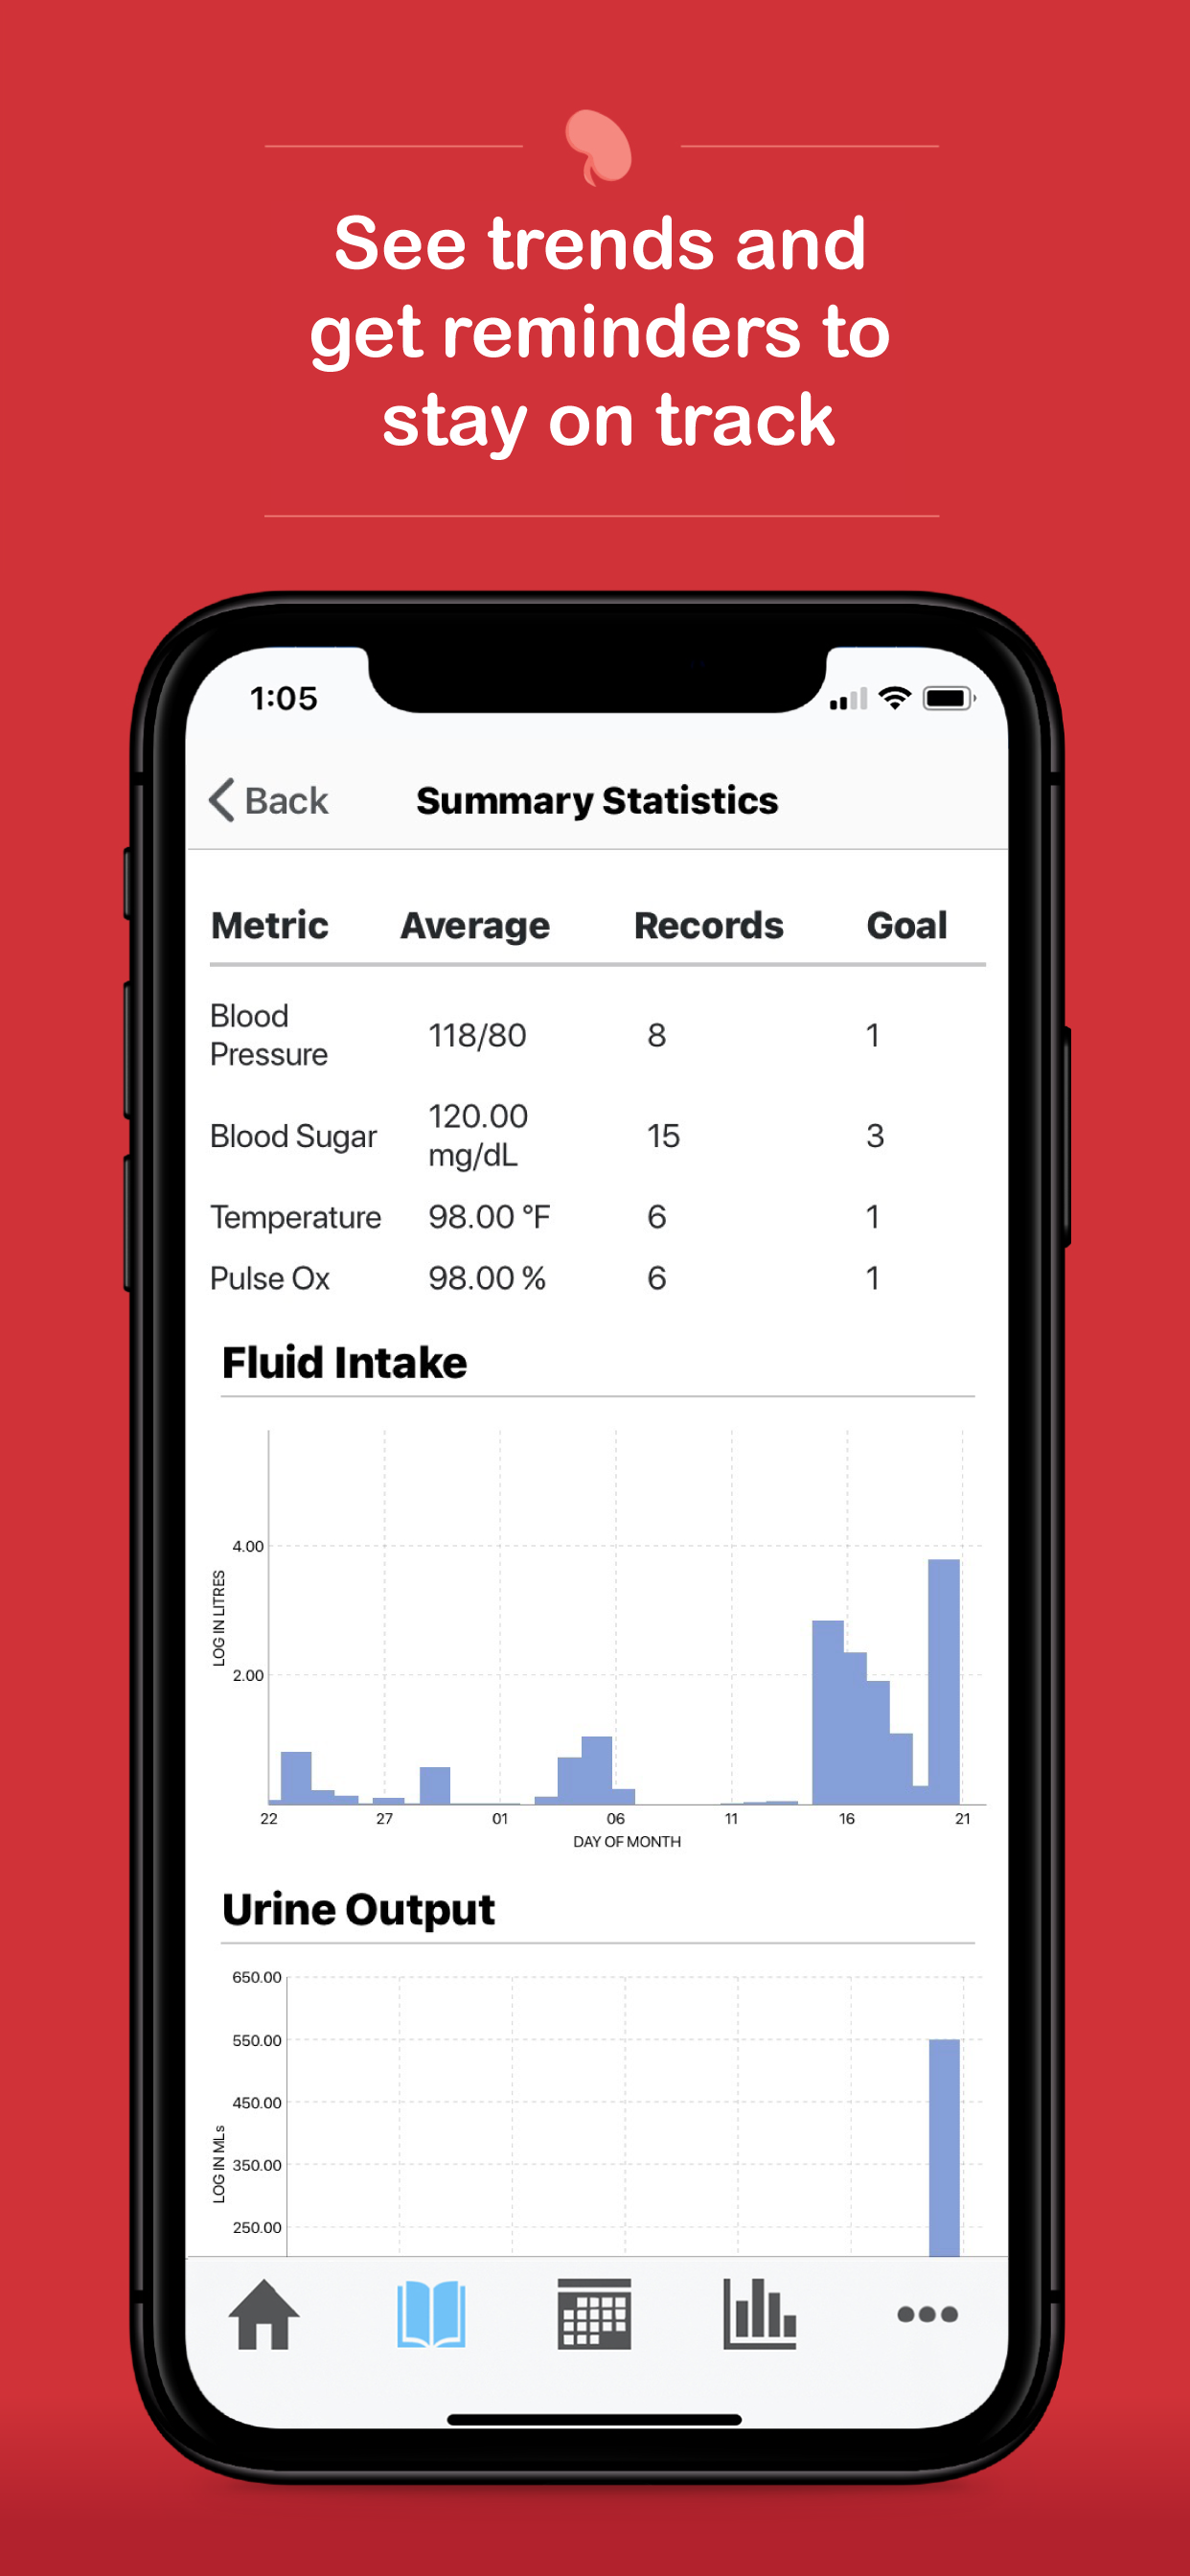 See trends and
get reminders to
stay on track
1:05
Back
Summary Statistics
Metric Average Records Goal
Blood
Pressure
118/80 8 1
Blood Sugar
120.00
mg/dL
15 3
Temperature 98.00 °F 6 1
Pulse Ox 98.00 % 6 1
Fluid Intake
4.00
LOG IN LITRES
2.00
22 27 01 06 11 16 21
DAY OF MONTH
Urine Output
650.00
550.00
450.00
LOG IN MLs
350.00
250.00